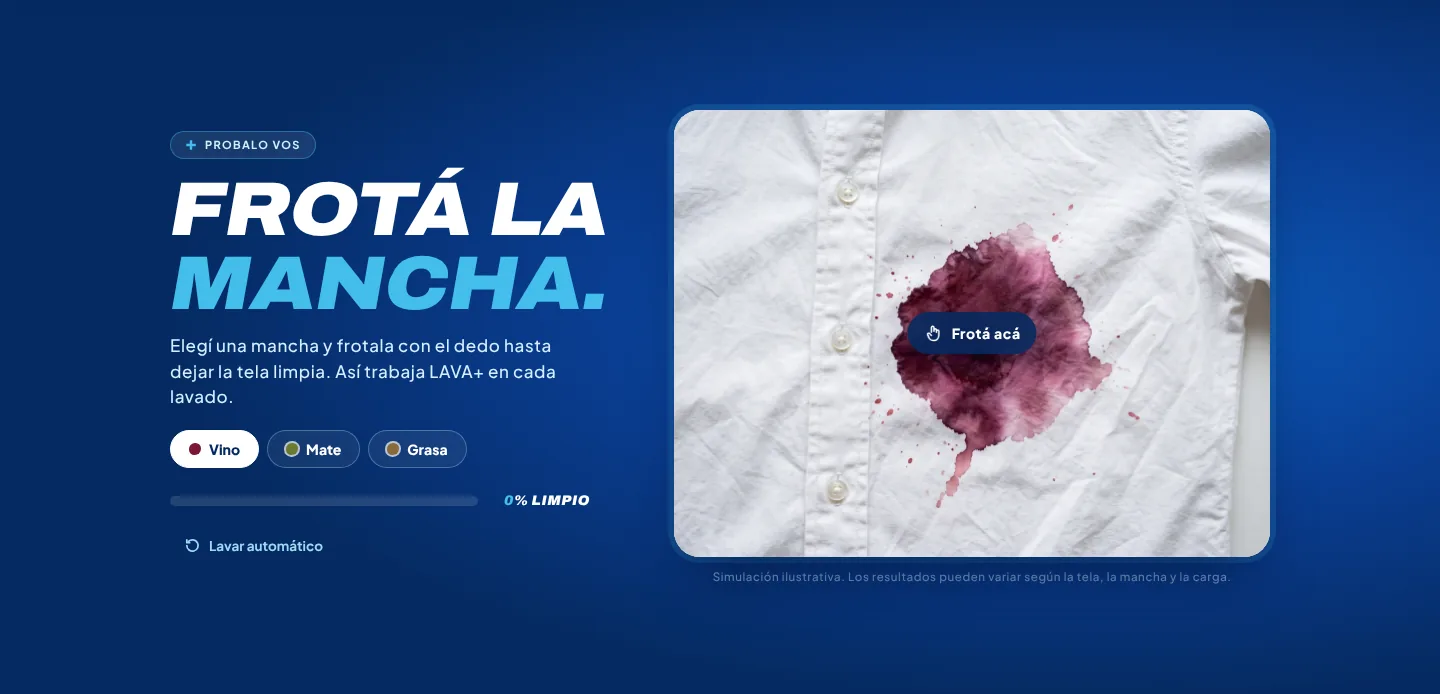 PROBALO VOS
FROTÁ LA
MANCHA.
Elegí una mancha y frotala con el dedo hasta
dejar la tela limpia. Así trabaja LAVA+ en cada
lavado.
Vino
Mate
Grasa
0% LIMPIO
Lavar automático
Frotá acá
Simulación ilustrativa. Los resultados pueden variar según la tela, la mancha y la carga.